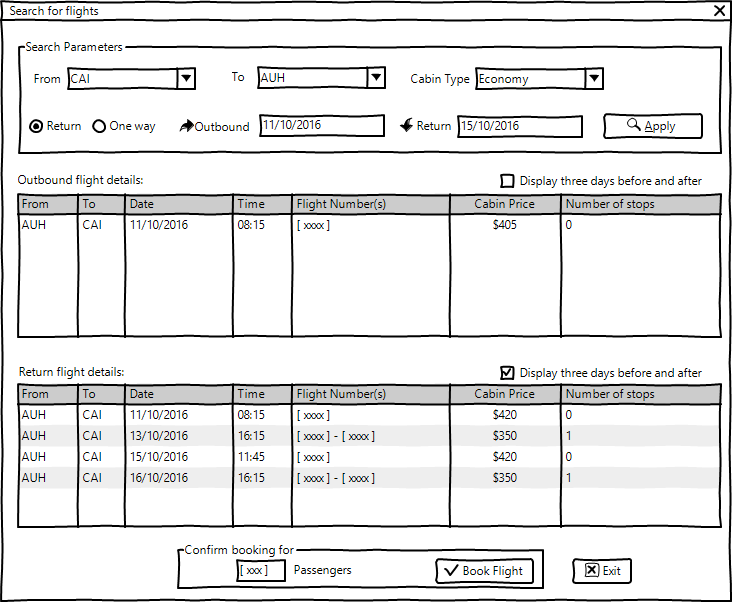 Search for flights
Search Parameters
From CAI To AUH Cabin Type Economy
Return One way Outbound 11/10/2016 Return 15/10/2016 Apply
Outbound flight details: Display three days before and after
From To Date Time Flight Number(s) Cabin Price Number of stops
AUH CAI 11/10/2016 08:15 [ xxxx ] $405 0
Return flight details: Display three days before and after
From To Date Time Flight Number(s) Cabin Price Number of stops
AUH CAI 11/10/2016 08:15 [ xxxx ] $420 0
AUH CAI 13/10/2016 16:15 [ xxxx ] - [ xxxx ] $350 1
AUH CAI 15/10/2016 11:45 [ xxxx ] $420 0
AUH CAI 16/10/2016 16:15 [ xxxx ] - [ xxxx ] $350 1
Confirm booking for
[ xxx ] Passengers Book Flight Exit